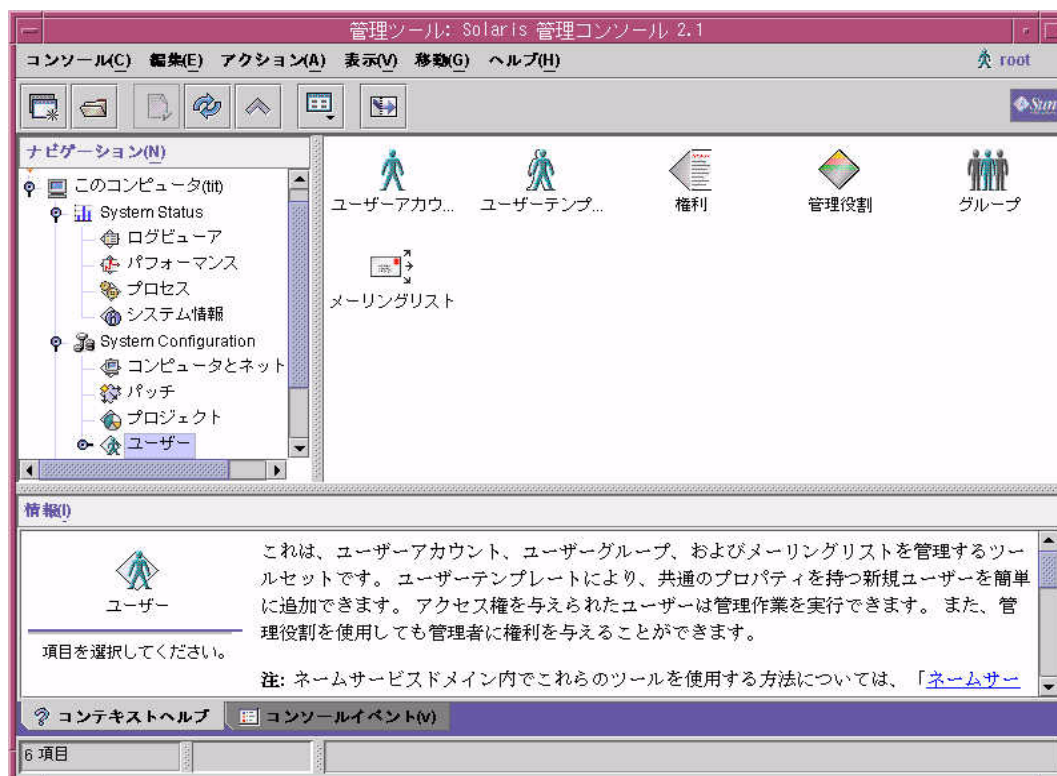 管理ツール: Solaris 管理コンソール 2.1
コンソール(C) 編集(E) アクション(A) 表示(V) 移動(G) ヘルプ(H) root
Sun
ナビゲーション(N)
このコンピュータ(tit)
System Status
ログビューア
パフォーマンス
プロセス
システム情報
System Configuration
コンピュータとネット
パッチ
プロジェクト
ユーザー
ユーザーアカウ... ユーザーテンプ... 権利 管理役割 グループ
メーリングリスト
情報(I)
ユーザー
項目を選択してください。
これは、ユーザーアカウント、ユーザーグループ、およびメーリングリストを管理するツー
ルセットです。 ユーザーテンプレートにより、共通のプロパティを持つ新規ユーザーを簡単
に追加できます。 アクセス権を与えられたユーザーは管理作業を実行できます。 また、管
理役割を使用しても管理者に権利を与えることができます。
注: ネームサービスドメイン内でこれらのツールを使用する方法については、「ネームサー
コンテキストヘルプ コンソールイベント(V)
6 項目